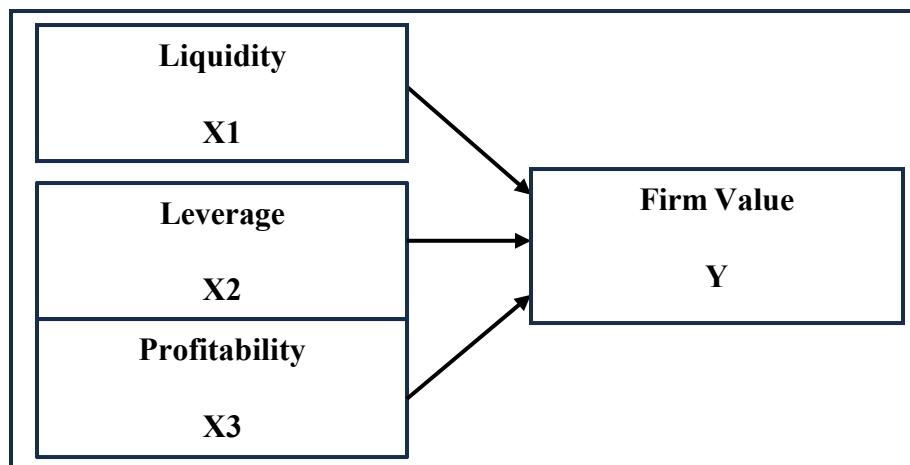 Liquidity
X1
Leverage
X2
Profitability
X3
Firm Value
Y